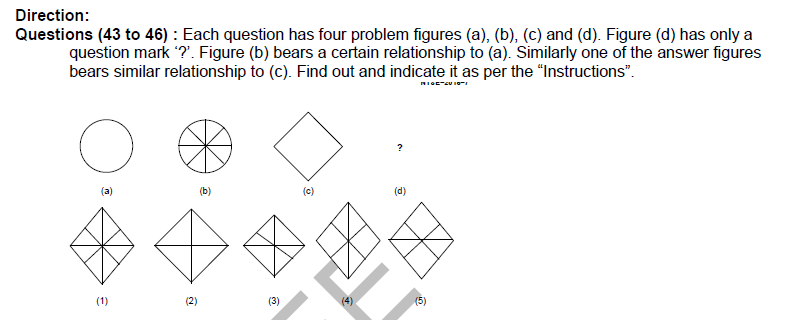 Direction:
Questions (43 to 46) : Each question has four problem figures (a), (b), (c) and (d). Figure (d) has only a
question mark ‘?’. Figure (b) bears a certain relationship to (a). Similarly one of the answer figures
bears similar relationship to (c). Find out and indicate it as per the “Instructions”.
?
(a) (b) (c) (d)
(1) (2) (3) (4) (5)